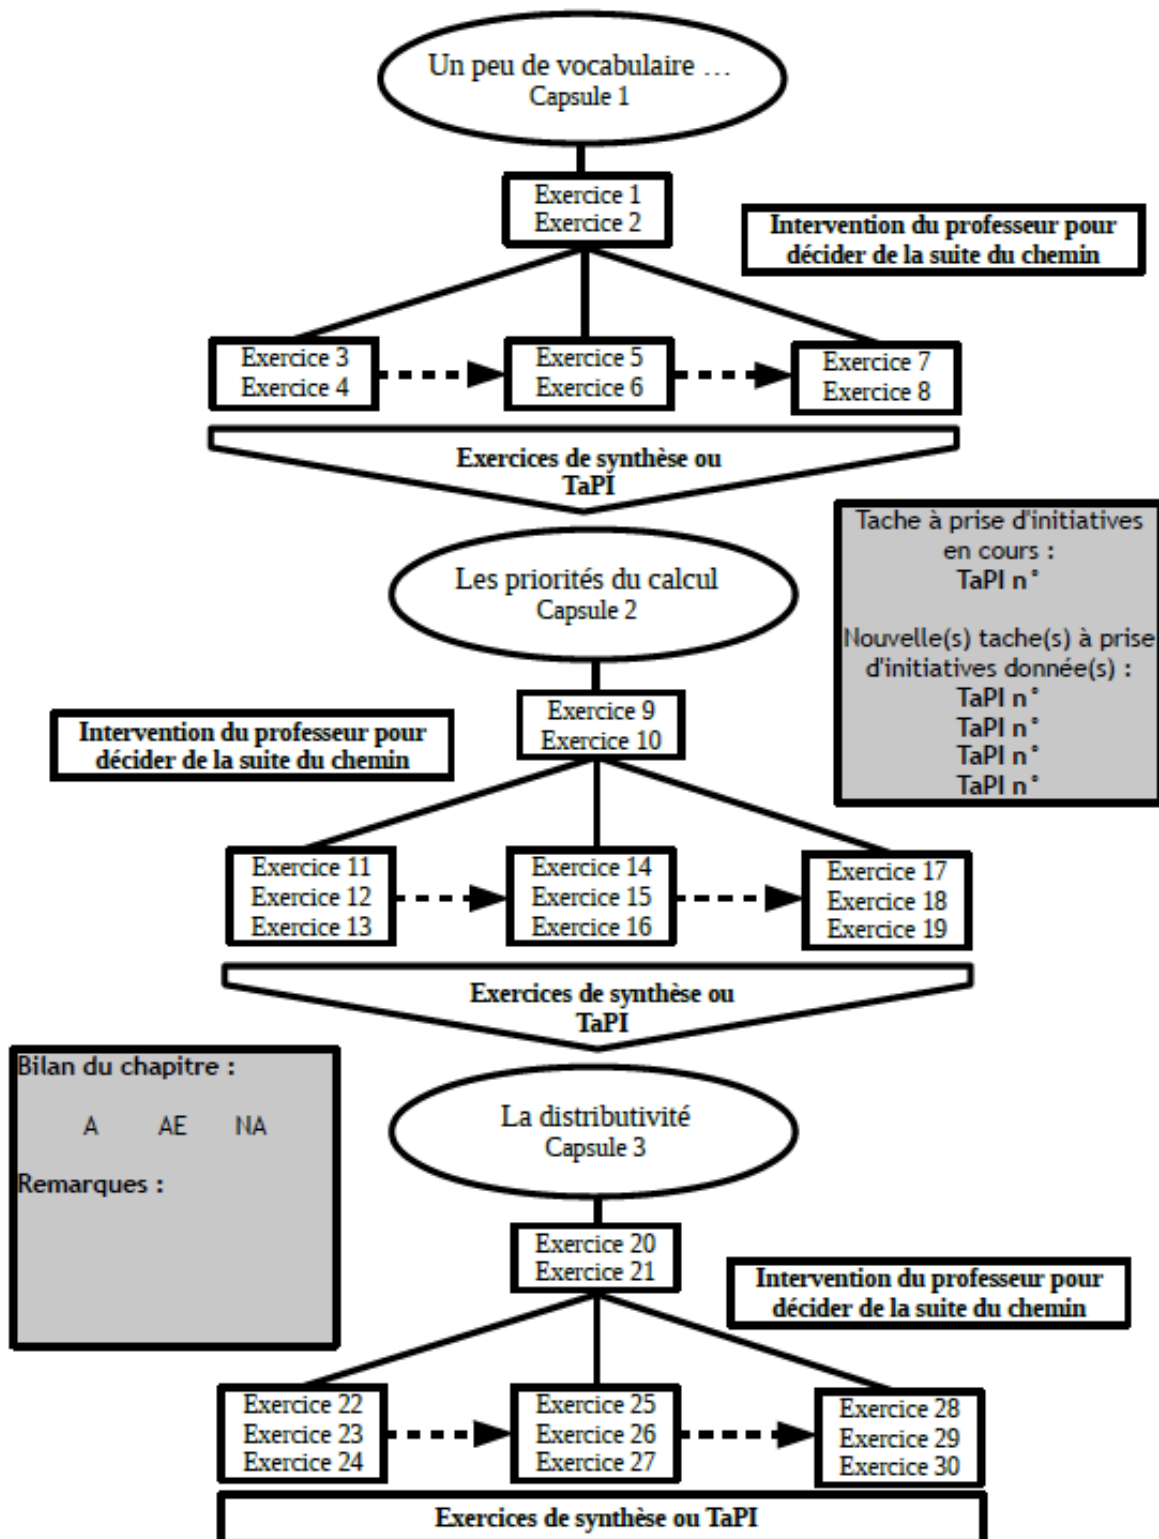 Un peu de vocabulaire ...
Capsule 1
Exercice 1
Exercice 2
Intervention du professeur pour
décider de la suite du chemin
Exercice 3
Exercice 4
Exercice 5
Exercice 6
Exercice 7
Exercice 8
Exercices de synthèse ou
TaPI
Tache à prise d'initiatives
en cours :
TaPI n°
Nouvelle(s) tache(s) à prise
d'initiatives donnée(s) :
TaPI n°
TaPI n°
TaPI n°
TaPI n°
Les priorités du calcul
Capsule 2
Exercice 9
Exercice 10
Intervention du professeur pour
décider de la suite du chemin
Exercice 11
Exercice 12
Exercice 13
Exercice 14
Exercice 15
Exercice 16
Exercice 17
Exercice 18
Exercice 19
Exercices de synthèse ou
TaPI
Bilan du chapitre :
A AE NA
Remarques :
La distributivité
Capsule 3
Exercice 20
Exercice 21
Intervention du professeur pour
décider de la suite du chemin
Exercice 22
Exercice 23
Exercice 24
Exercice 25
Exercice 26
Exercice 27
Exercice 28
Exercice 29
Exercice 30
Exercices de synthèse ou TaPI